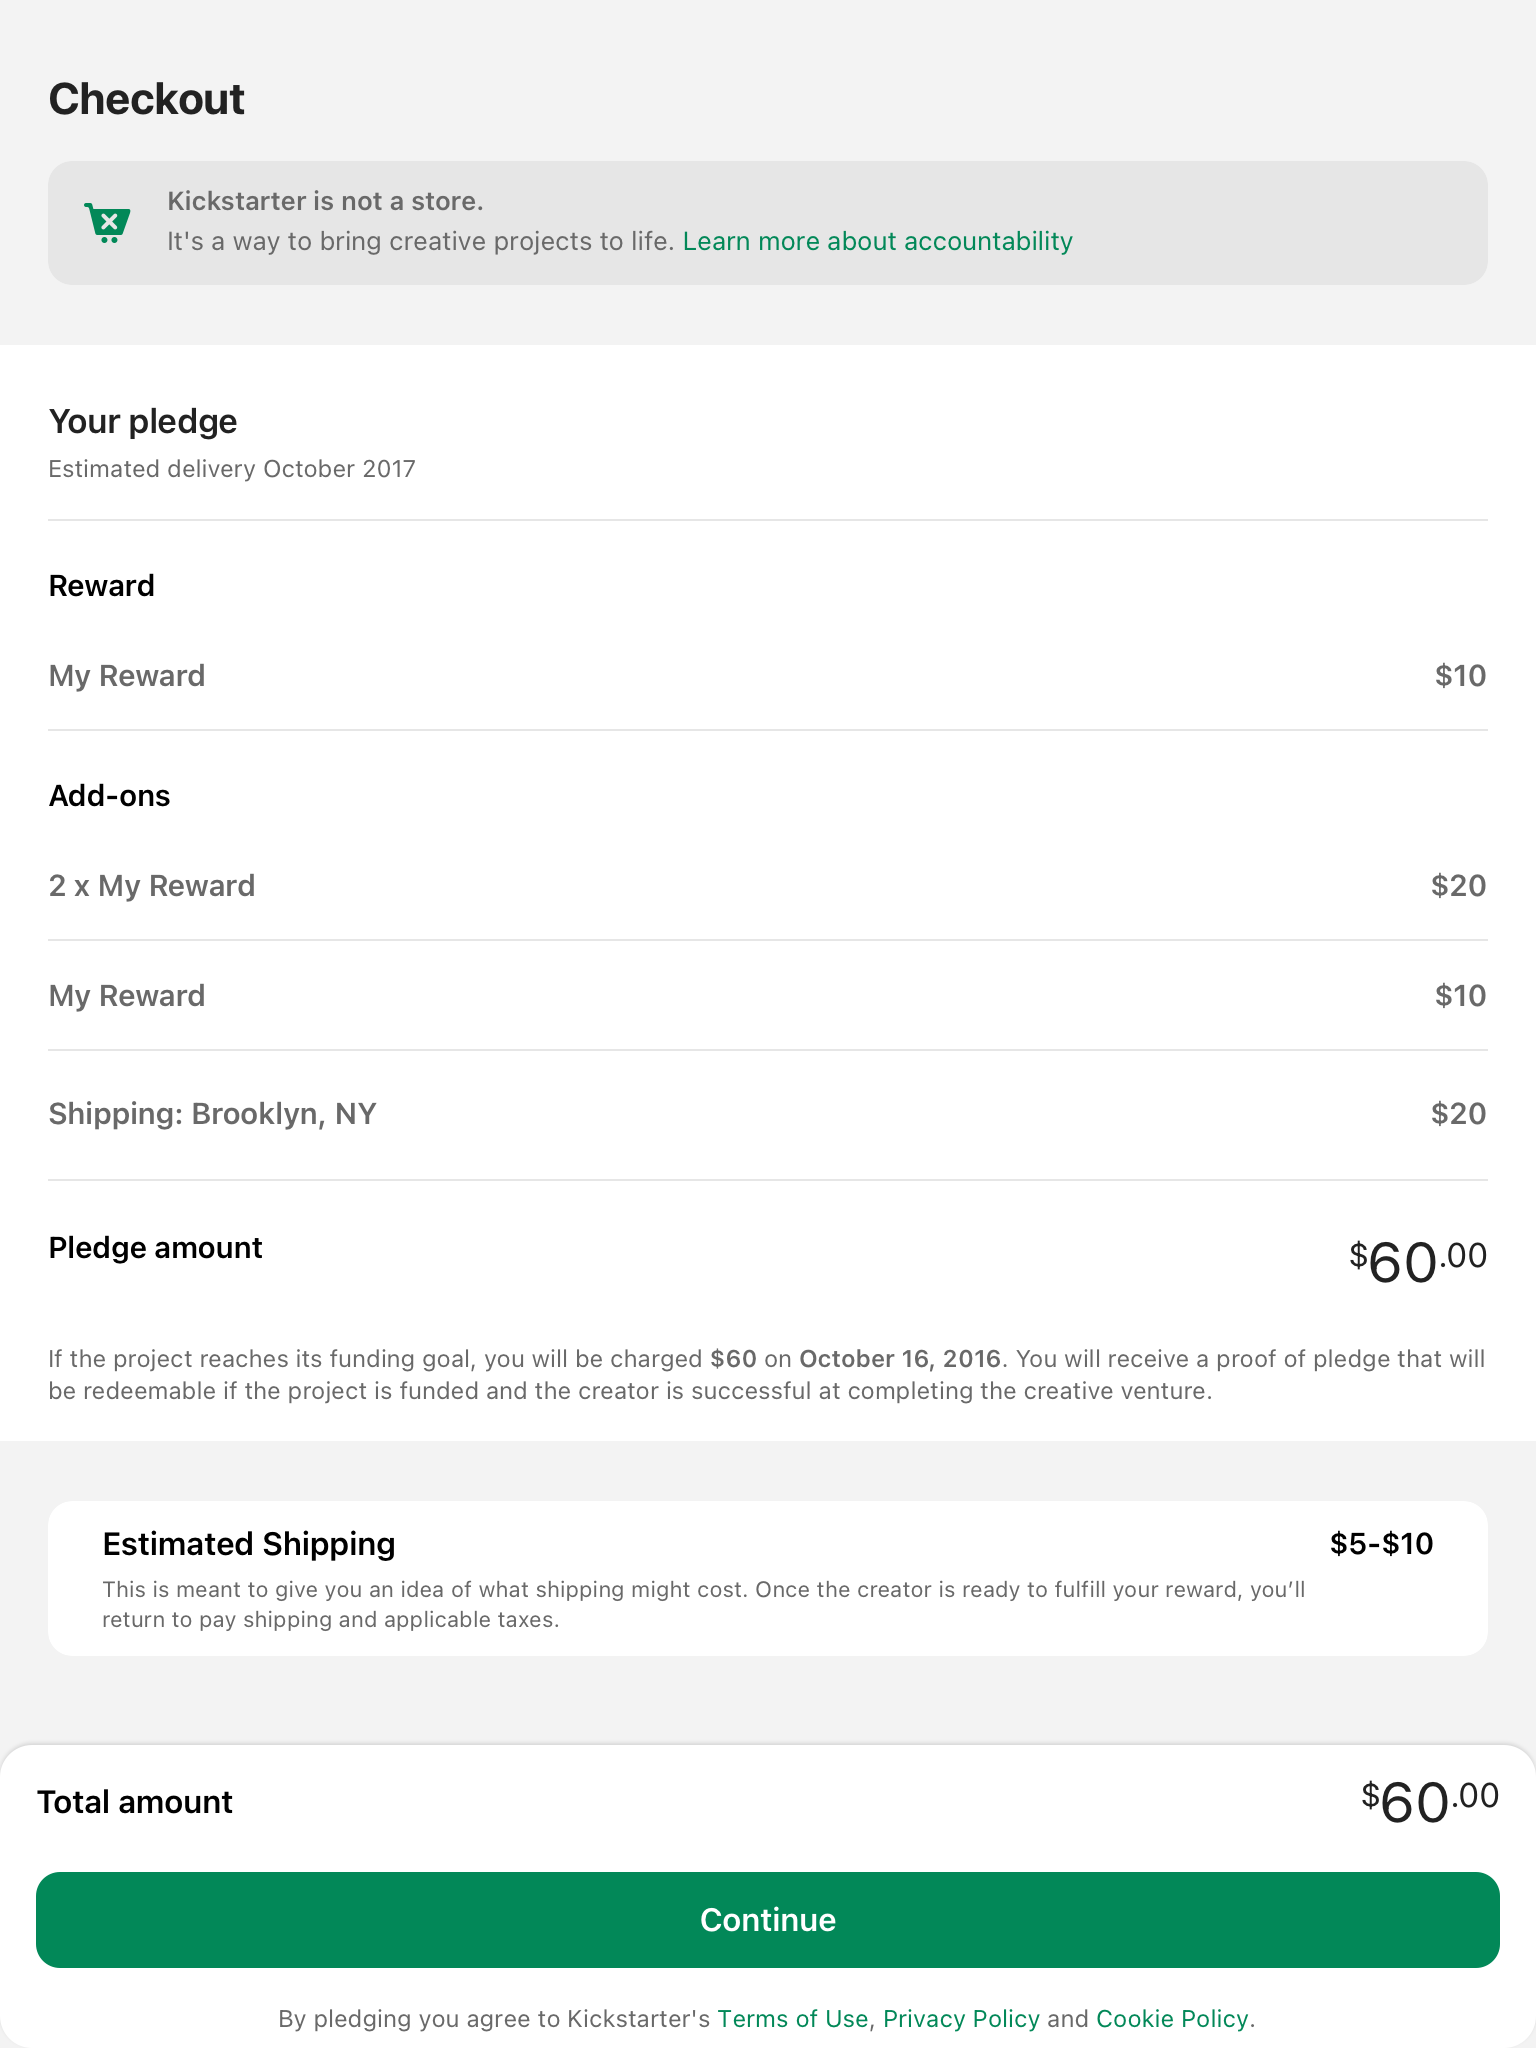 Checkout
Kickstarter is not a store.
It's a way to bring creative projects to life. Learn more about accountability
Your pledge
Estimated delivery October 2017
Reward
My Reward $10
Add-ons
2 x My Reward $20
My Reward $10
Shipping: Brooklyn, NY $20
Pledge amount $60.00
If the project reaches its funding goal, you will be charged $60 on October 16, 2016. You will receive a proof of pledge that will
be redeemable if the project is funded and the creator is successful at completing the creative venture.
Estimated Shipping $5-$10
This is meant to give you an idea of what shipping might cost. Once the creator is ready to fulfill your reward, you’ll
return to pay shipping and applicable taxes.
Total amount $60.00
Continue
By pledging you agree to Kickstarter's Terms of Use, Privacy Policy and Cookie Policy.